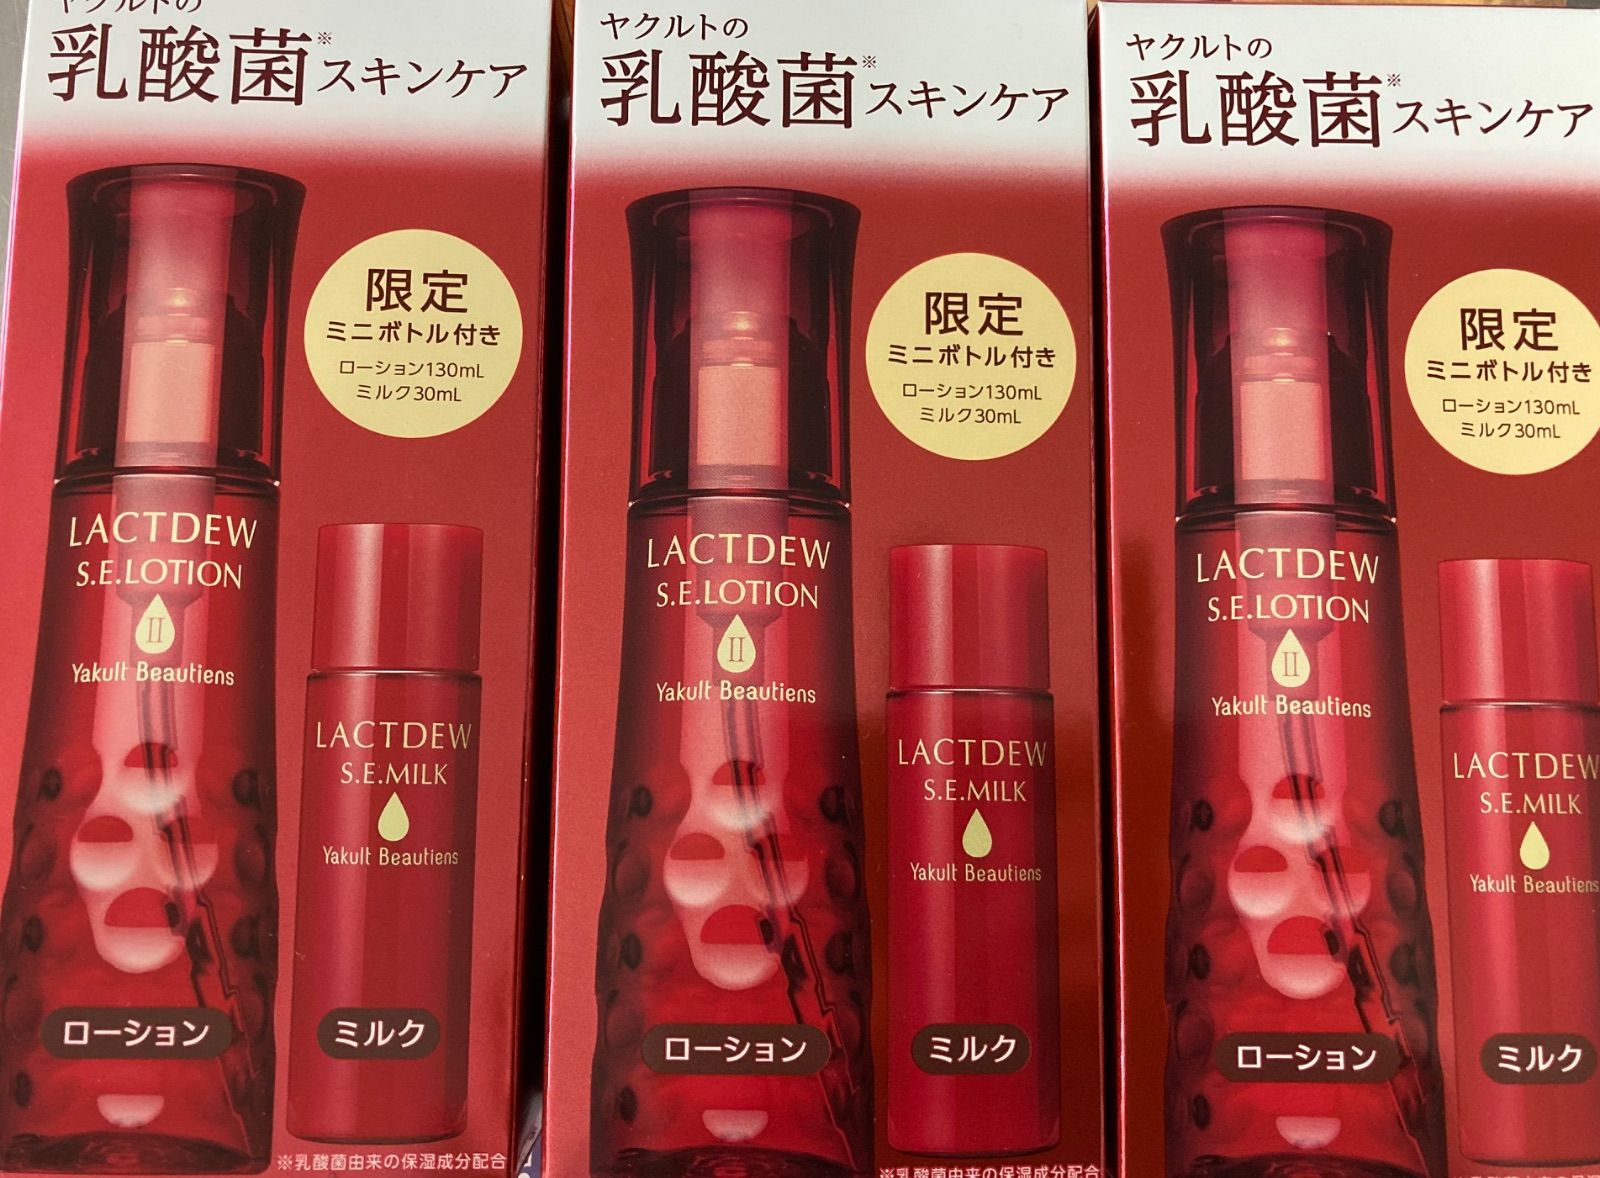 ヤクルトの
乳酸菌※スキンケア
限定
ミニボトル付き
ローション130mL
ミルク30mL
LACTDEW
S.E.LOTION
II
Yakult Beautiens
LACTDEW
S.E.MILK
Yakult Beautiens
ローション
ミルク
※乳酸菌由来の保湿成分配合
ヤクルトの
乳酸菌※スキンケア
限定
ミニボトル付き
ローション130mL
ミルク30mL
LACTDEW
S.E.LOTION
II
Yakult Beautiens
LACTDEW
S.E.MILK
Yakult Beautiens
ローション
ミルク
※乳酸菌由来の保湿成分配合
ヤクルトの
乳酸菌※スキンケア
限定
ミニボトル付き
ローション130mL
ミルク30mL
LACTDEW
S.E.LOTION
II
Yakult Beautiens
LACTDEW
S.E.MILK
Yakult Beautiens
ローション
ミルク